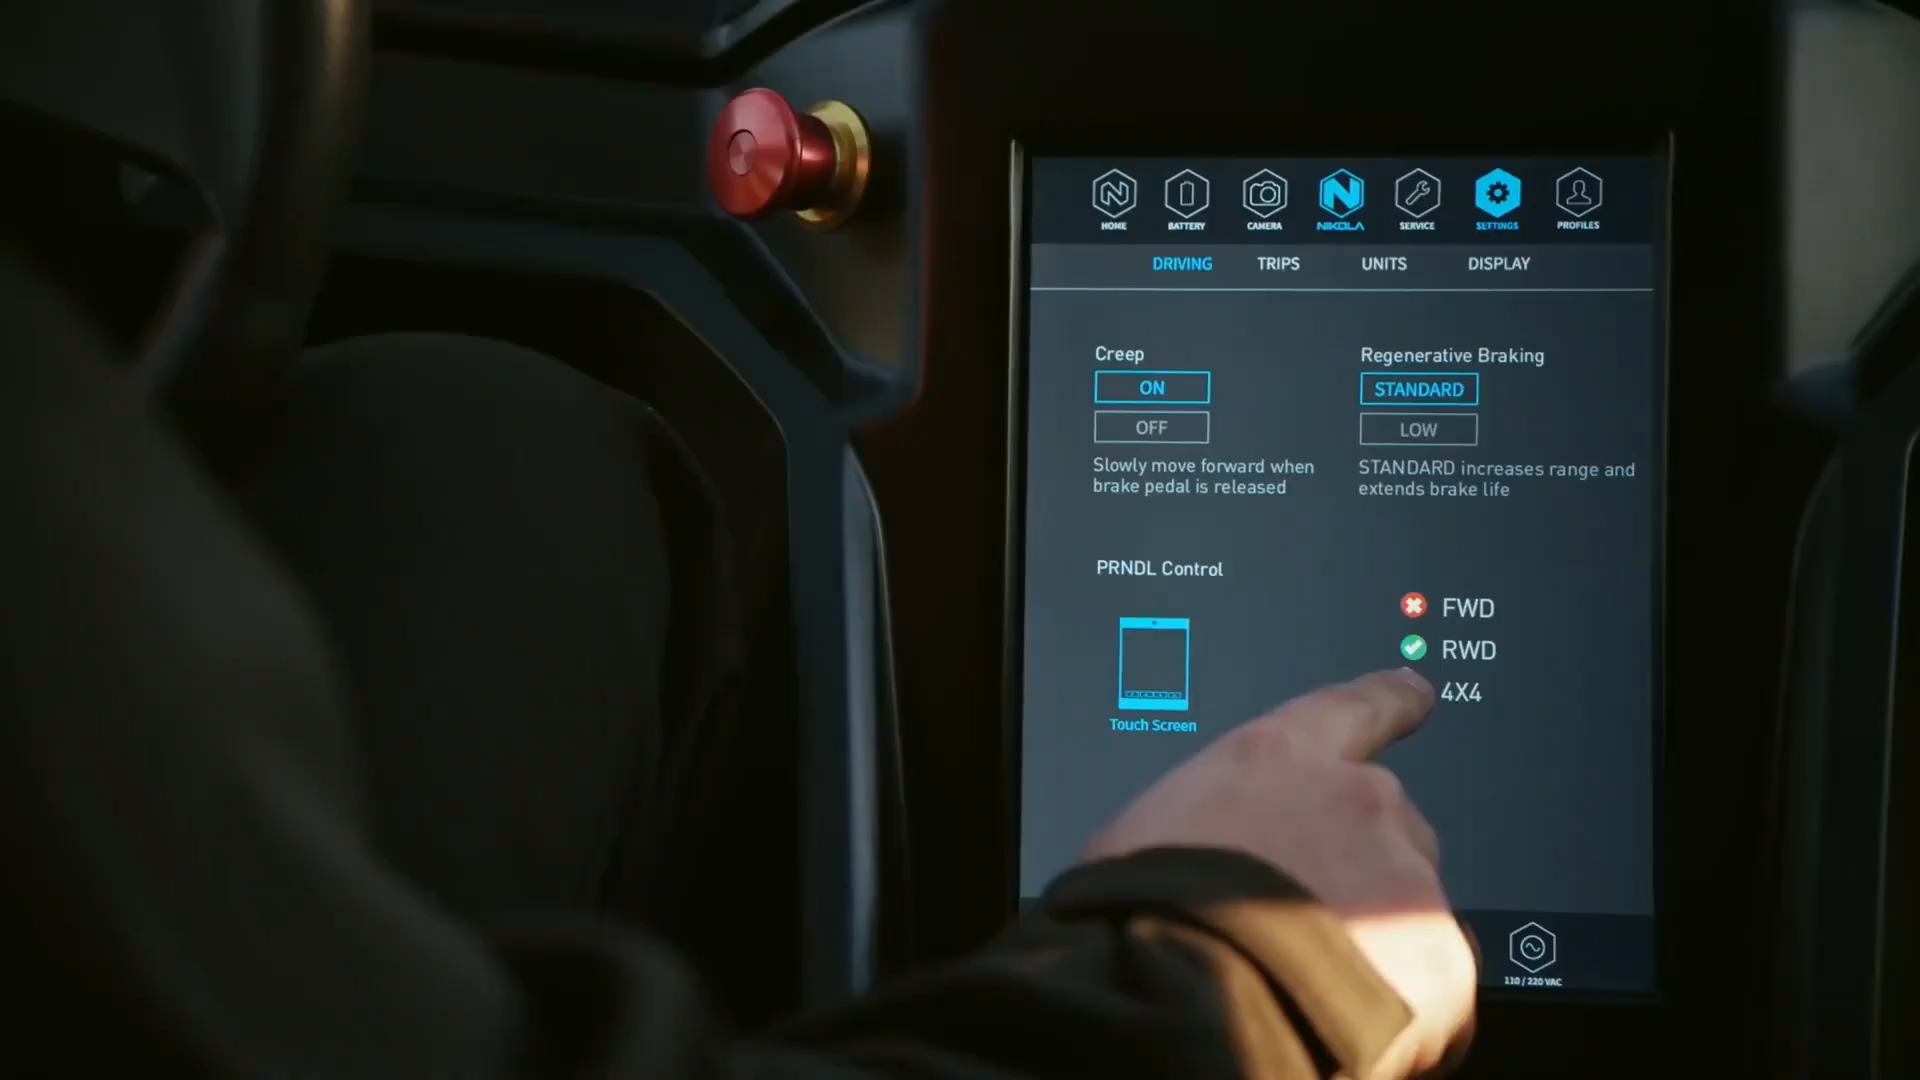 HOME
BATTERY
CAMERA
NIKOLA
SERVICE
SETTINGS
PROFILES
DRIVING
TRIPS
UNITS
DISPLAY
Creep
ON
OFF
Slowly move forward when
brake pedal is released
Regenerative Braking
STANDARD
LOW
STANDARD increases range and
extends brake life
PRNDL Control
Touch Screen
FWD
RWD
4X4
110 / 220 VAC